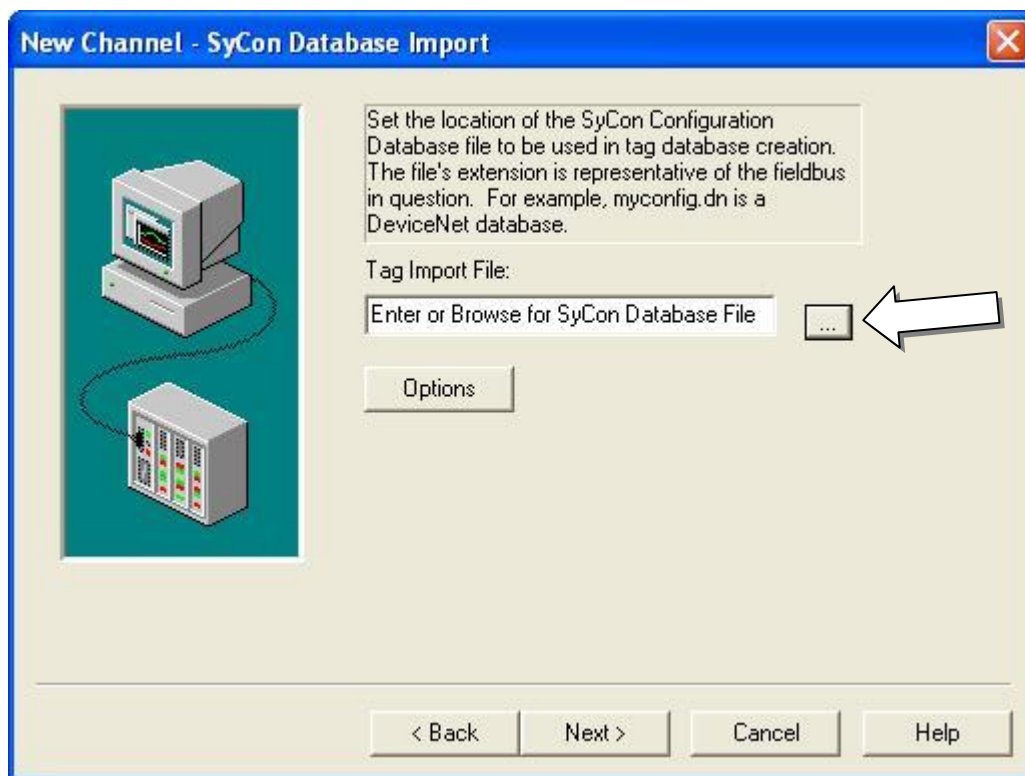 New Channel - SyCon Database Import
Set the location of the SyCon Configuration
Database file to be used in tag database creation.
The file's extension is representative of the fieldbus
in question.  For example, myconfig.dn is a
DeviceNet database.
Tag Import File:
Enter or Browse for SyCon Database File
...
Options
< Back
Next >
Cancel
Help